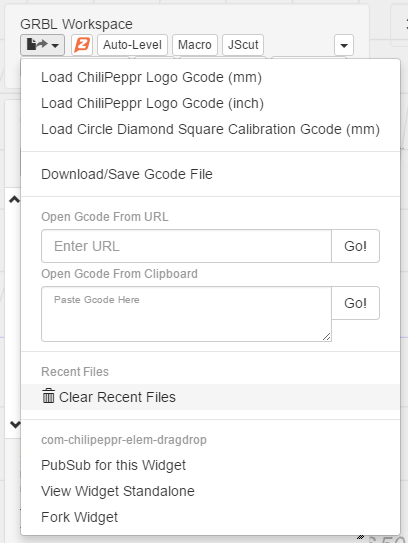 GRBL Workspace
Auto-Level Macro JScut
Load ChiliPeppr Logo Gcode (mm)
Load ChiliPeppr Logo Gcode (inch)
Load Circle Diamond Square Calibration Gcode (mm)
Download/Save Gcode File
Open Gcode From URL
Enter URL Go!
Open Gcode From Clipboard
Paste Gcode Here Go!
Recent Files
Clear Recent Files
com-chilipeppr-elem-dragdrop
PubSub for this Widget
View Widget Standalone
Fork Widget